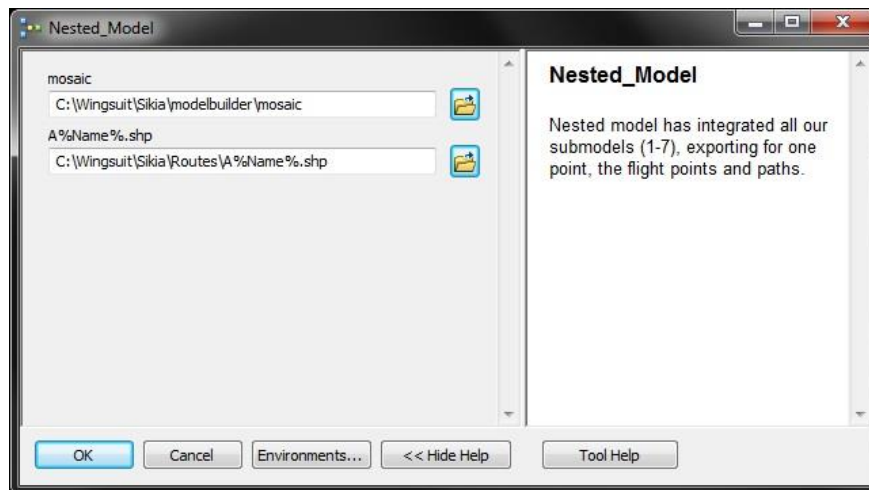 Nested_Model
mosaic
C:\Wingsuit\Sikia\modelbuilder\mosaic
A%Name%.shp
C:\Wingsuit\Sikia\Routes\A%Name%.shp
Nested_Model
Nested model has integrated all our
submodels (1-7), exporting for one
point, the flight points and paths.
OK
Cancel
Environments...
<< Hide Help
Tool Help